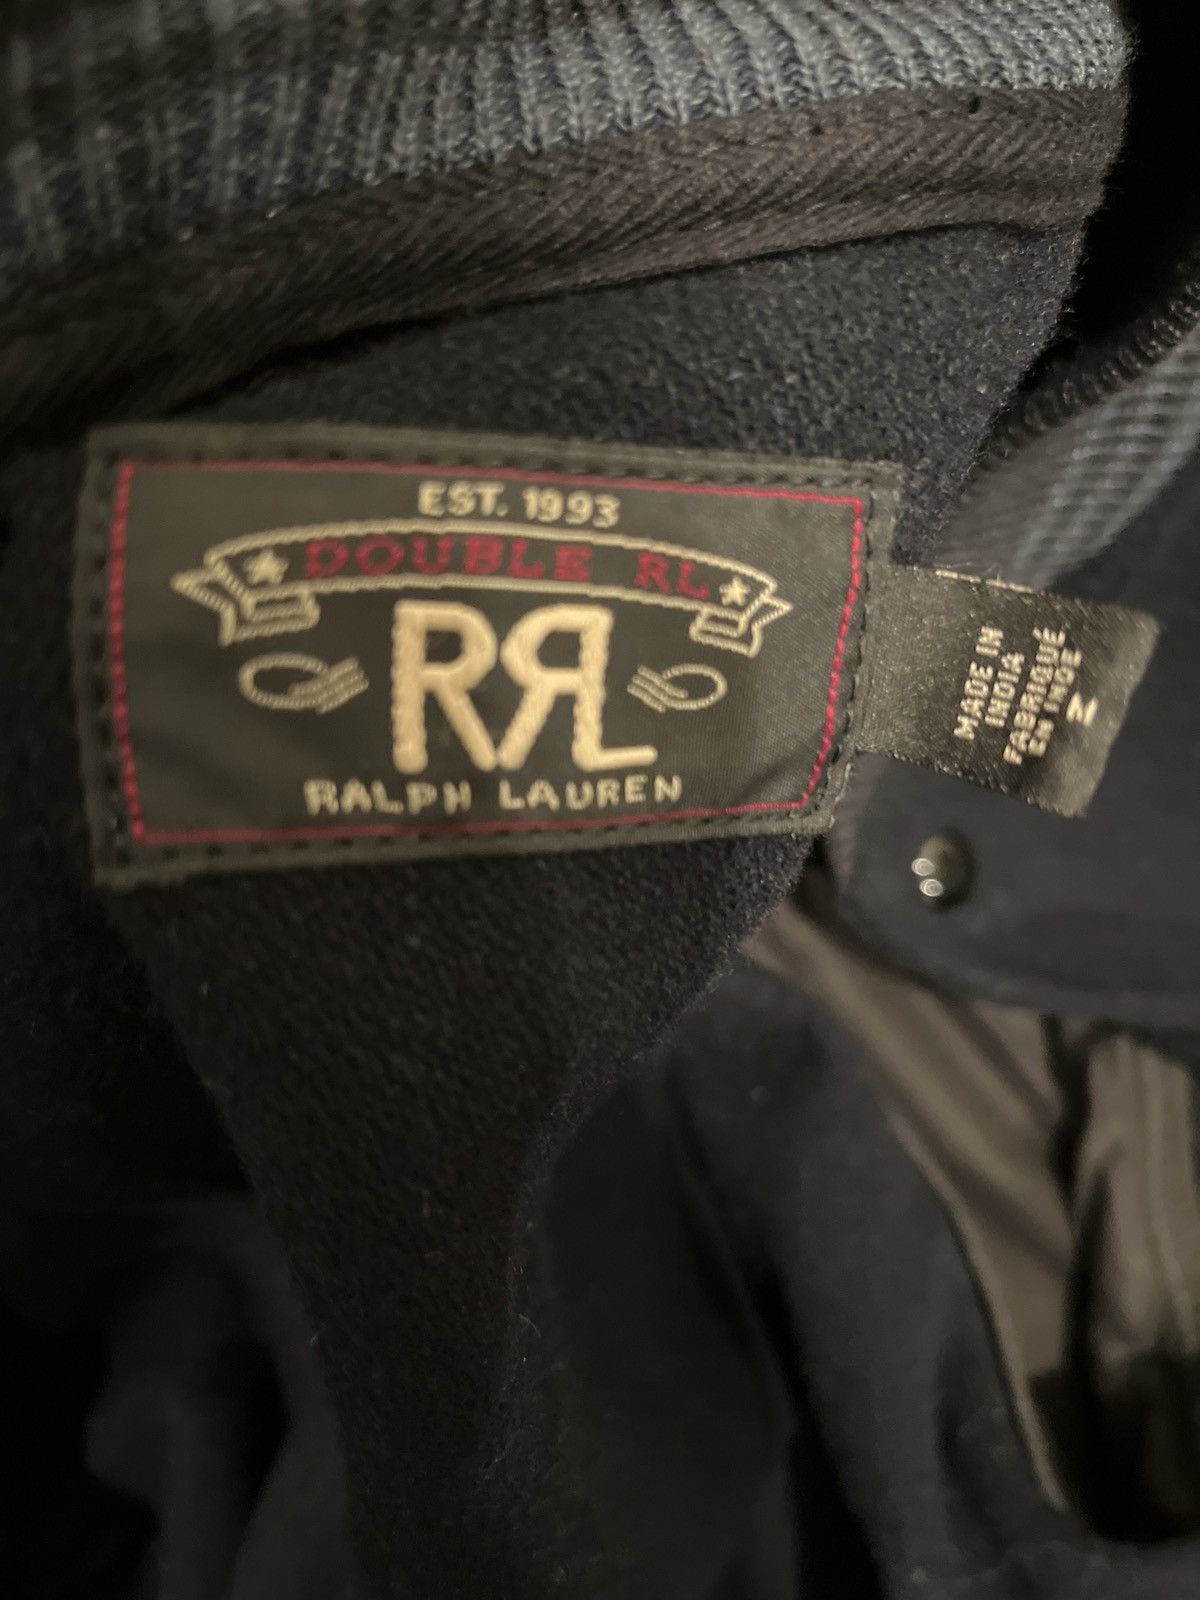 EST. 1993
DOUBLE RL
RRL
RALPH LAUREN
MADE IN
INDIA
FABRIQUÉ
EN INDE
M